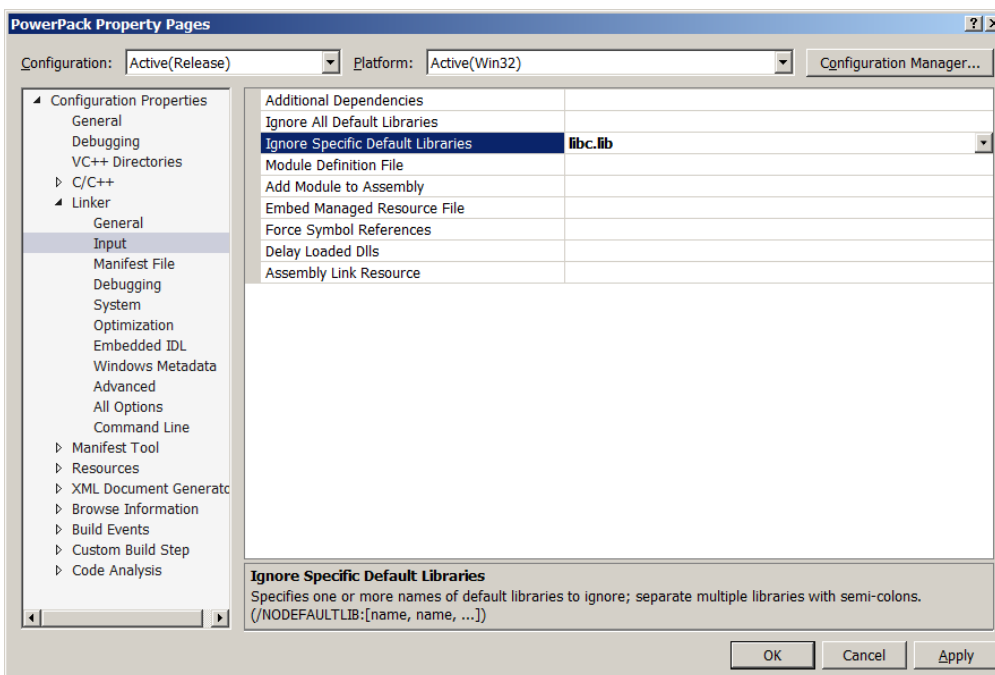 PowerPack Property Pages
Configuration: Active(Release) Platform: Active(Win32) Configuration Manager...
Configuration Properties
General
Debugging
VC++ Directories
C/C++
Linker
General
Input
Manifest File
Debugging
System
Optimization
Embedded IDL
Windows Metadata
Advanced
All Options
Command Line
Manifest Tool
Resources
XML Document Generato
Browse Information
Build Events
Custom Build Step
Code Analysis
Additional Dependencies
Ignore All Default Libraries
Ignore Specific Default Libraries libc.lib
Module Definition File
Add Module to Assembly
Embed Managed Resource File
Force Symbol References
Delay Loaded Dlls
Assembly Link Resource
Ignore Specific Default Libraries
Specifies one or more names of default libraries to ignore; separate multiple libraries with semi-colons.
(/NODEFAULTLIB:[name, name, ...])
OK Cancel Apply